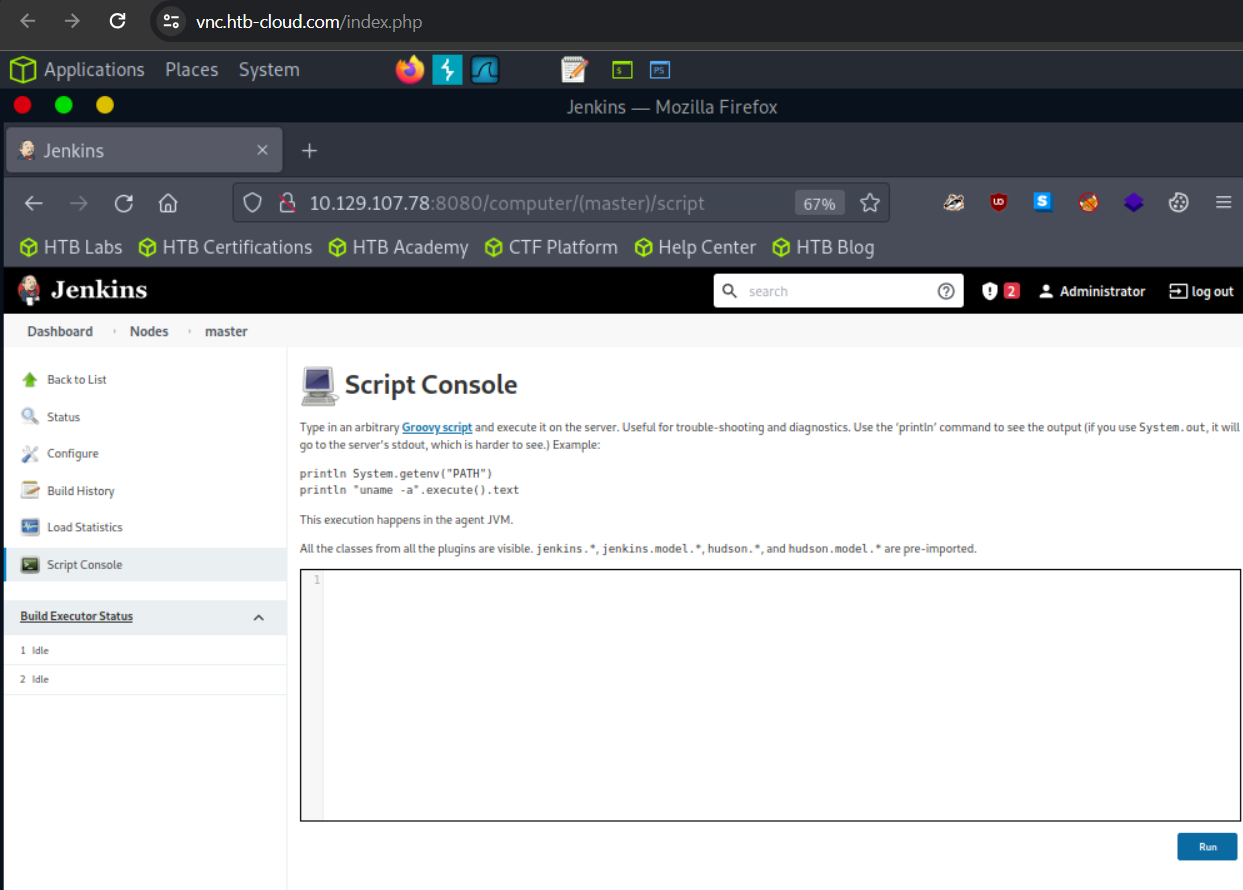 vnc.htb-cloud.com/index.php
Applications Places System
Jenkins — Mozilla Firefox
Jenkins
10.129.107.78:8080/computer/(master)/script 67%
HTB Labs HTB Certifications HTB Academy CTF Platform Help Center HTB Blog
Jenkins search 2 Administrator log out
Dashboard Nodes master
Back to List
Status
Configure
Build History
Load Statistics
Script Console
Build Executor Status
1 Idle
2 Idle
Script Console
Type in an arbitrary Groovy script and execute it on the server. Useful for trouble-shooting and diagnostics. Use the 'println' command to see the output (if you use System.out, it will
go to the server's stdout, which is harder to see.) Example:
println System.getenv("PATH")
println "uname -a".execute().text
This execution happens in the agent JVM.
All the classes from all the plugins are visible. jenkins.*, jenkins.model.*, hudson.*, and hudson.model.* are pre-imported.
1
Run